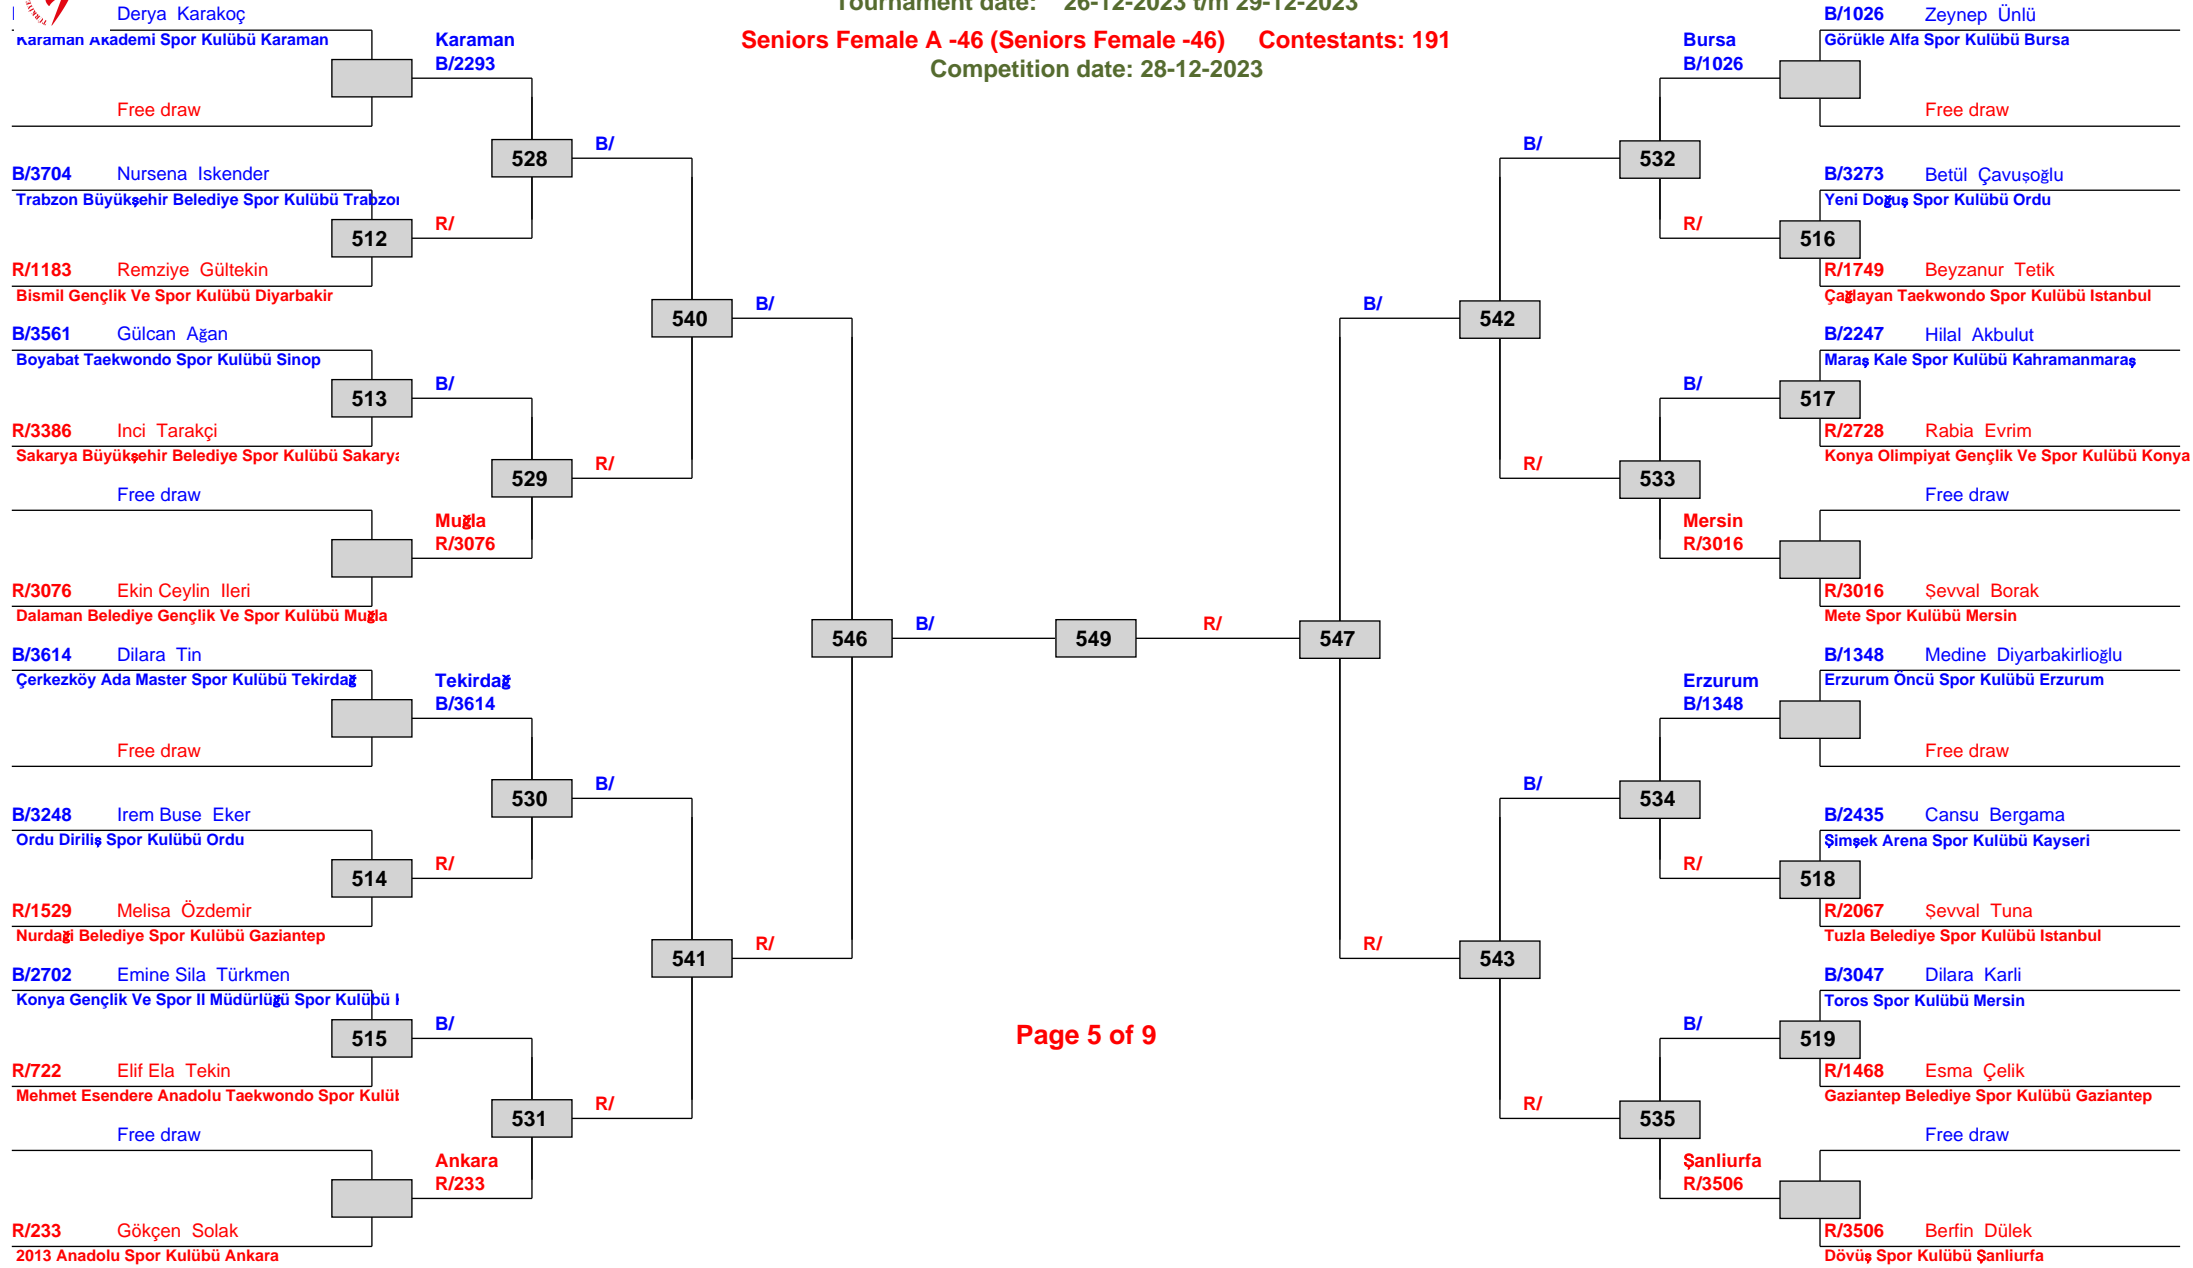 Tournament date: 26-12-2023 t/m 29-12-2023
Seniors Female A -46 (Seniors Female -46) Contestants: 191
Competition date: 28-12-2023
Derya Karakoç
Karaman Akademi Spor Kulübü Karaman
Karaman
B/2293
Free draw
528
B/
B/3704 Nursena Iskender
Trabzon Büyükşehir Belediye Spor Kulübü Trabzon
512
R/
R/1183 Remziye Gültekin
Bismil Gençlik Ve Spor Kulübü Diyarbakir
540
B/
B/3561 Gülcan Ağan
Boyabat Taekwondo Spor Kulübü Sinop
513
B/
R/3386 Inci Tarakçi
Sakarya Büyükşehir Belediye Spor Kulübü Sakarya
529
R/
Free draw
Muğla
R/3076
R/3076 Ekin Ceylin Ileri
Dalaman Belediye Gençlik Ve Spor Kulübü Muğla
546
B/
549
R/
547
B/3614 Dilara Tin
Çerkezköy Ada Master Spor Kulübü Tekirdağ
Tekirdağ
B/3614
Free draw
530
B/
B/3248 Irem Buse Eker
Ordu Diriliş Spor Kulübü Ordu
514
R/
R/1529 Melisa Özdemir
Nurdaği Belediye Spor Kulübü Gaziantep
541
R/
B/2702 Emine Sila Türkmen
Konya Gençlik Ve Spor Il Müdürlüğü Spor Kulübü
515
B/
R/722 Elif Ela Tekin
Mehmet Esendere Anadolu Taekwondo Spor
531
R/
Free draw
Ankara
R/233
R/233 Gökçen Solak
2013 Anadolu Spor Kulübü Ankara
Page 5 of 9
B/1026 Zeynep Ünlü
Görükle Alfa Spor Kulübü Bursa
Bursa
B/1026
Free draw
B/
532
B/3273 Betül Çavuşoğlu
Yeni Doğuş Spor Kulübü Ordu
R/
516
R/1749 Beyzanur Tetik
Çağlayan Taekwondo Spor Kulübü Istanbul
B/
542
B/2247 Hilal Akbulut
Maraş Kale Spor Kulübü Kahramanmaraş
B/
517
R/2728 Rabia Evrim
Konya Olimpiyat Gençlik Ve Spor Kulübü Konya
R/
533
Free draw
Mersin
R/3016
R/3016 Şevval Borak
Mete Spor Kulübü Mersin
B/1348 Medine Diyarbakirlioğlu
Erzurum Öncü Spor Kulübü Erzurum
Erzurum
B/1348
Free draw
B/
534
B/2435 Cansu Bergama
Şimşek Arena Spor Kulübü Kayseri
R/
518
R/2067 Şevval Tuna
Tuzla Belediye Spor Kulübü Istanbul
R/
543
B/3047 Dilara Karli
Toros Spor Kulübü Mersin
B/
519
R/1468 Esma Çelik
Gaziantep Belediye Spor Kulübü Gaziantep
R/
535
Free draw
Şanliurfa
R/3506
R/3506 Berfin Dülek
Dövüş Spor Kulübü Şanliurfa